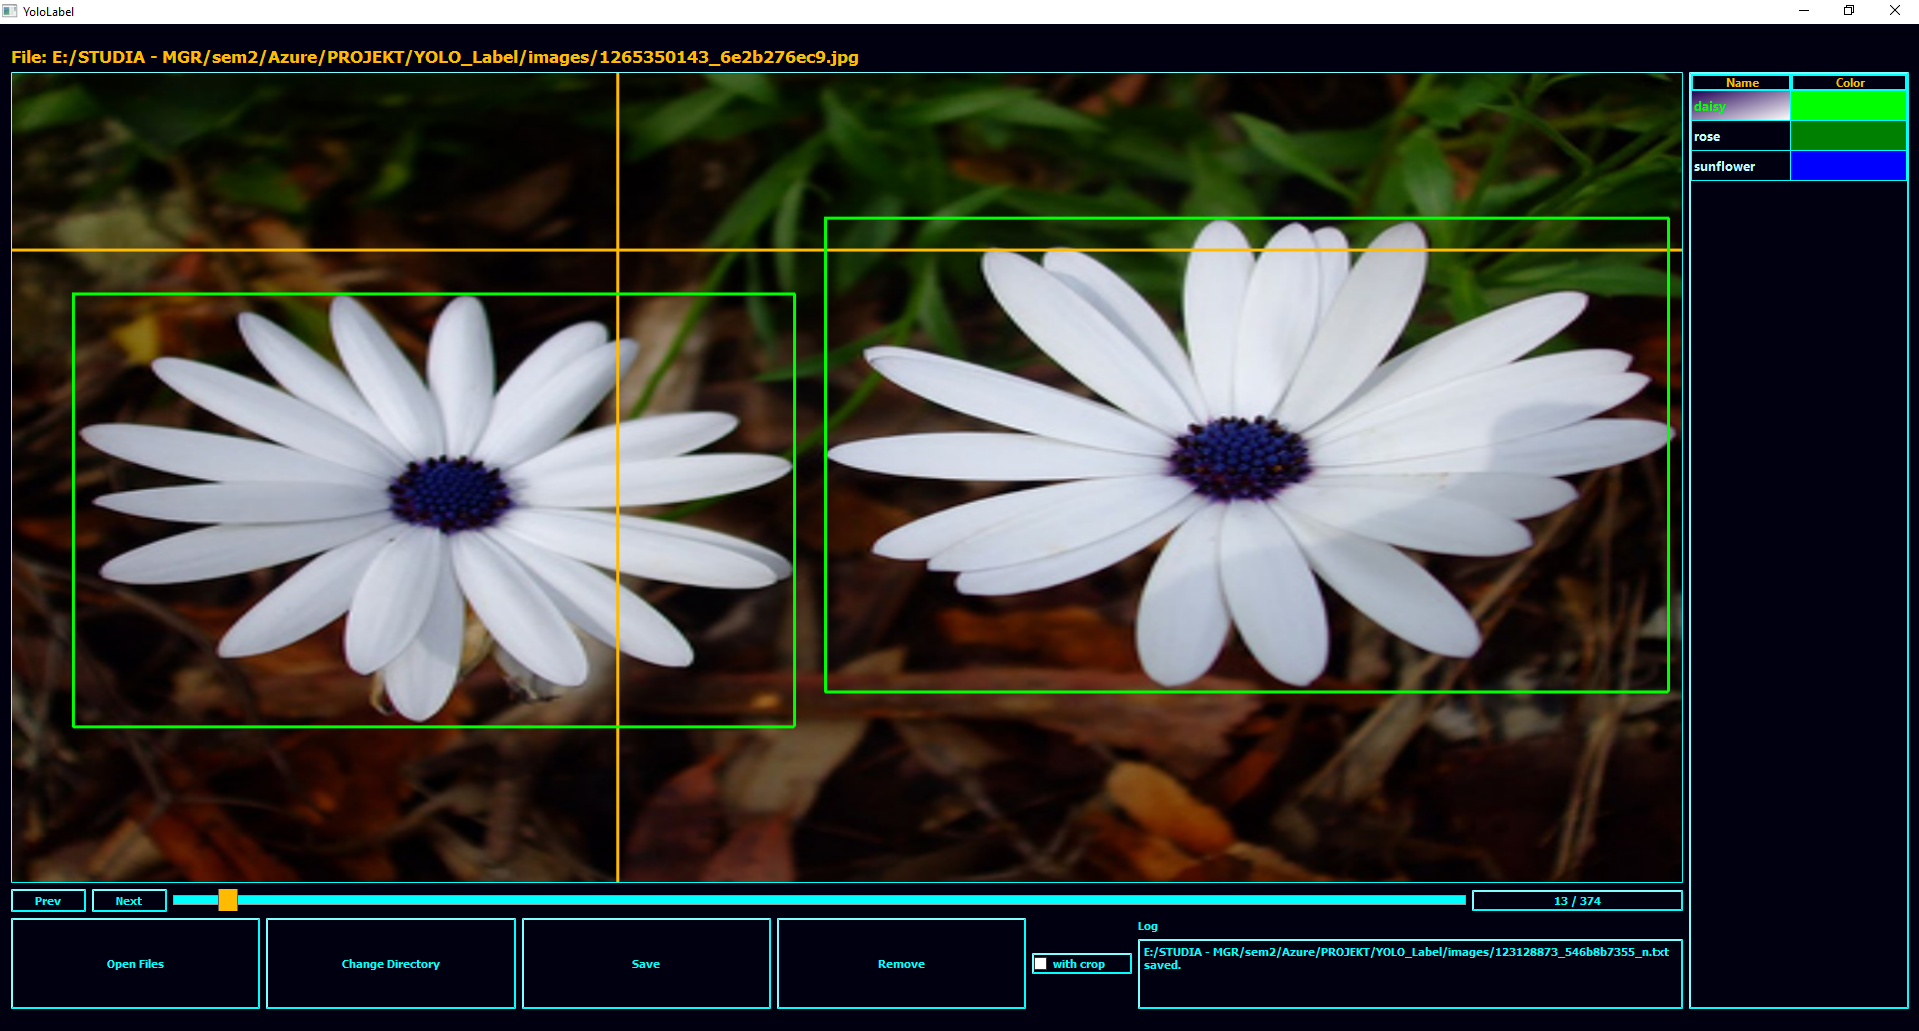 YoloLabel
File: E:/STUDIA - MGR/sem2/Azure/PROJEKT/YOLO_Label/images/1265350143_6e2b276ec9.jpg
Name Color
daisy
rose
sunflower
Prev Next 13 / 374
Open Files Change Directory Save Remove with crop
Log
E:/STUDIA - MGR/sem2/Azure/PROJEKT/YOLO_Label/images/123128873_546b8b7355_n.txt
saved.